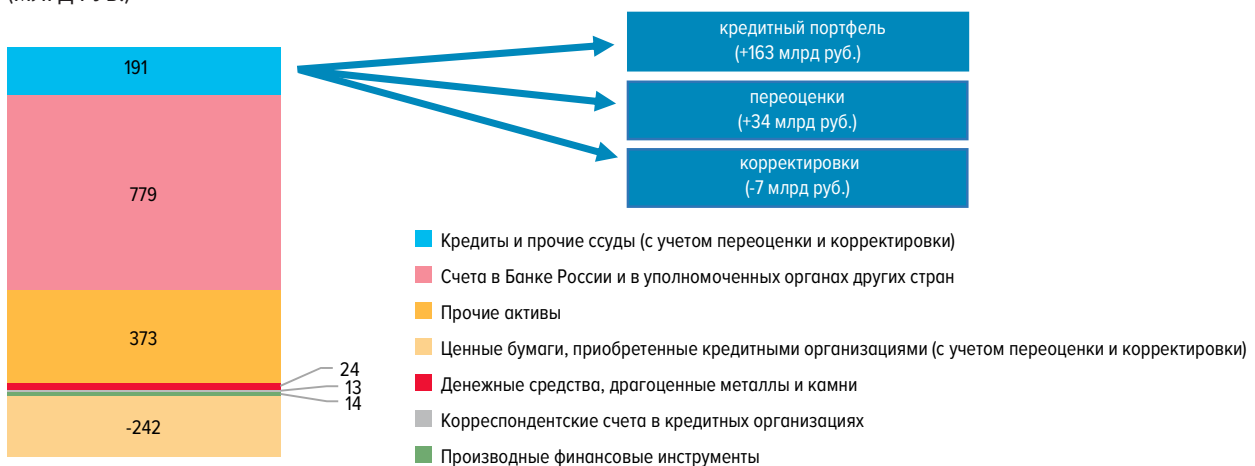 (МЛРД РУБ.)
кредитный портфель
(+163 млрд руб.)
191
переоценки
(+34 млрд руб.)
корректировки
(-7 млрд руб.)
779
Кредиты и прочие ссуды (с учетом переоценки и корректировки)
Счета в Банке России и в уполномоченных органах других стран
Прочие активы
373
Ценные бумаги, приобретенные кредитными организациями (с учетом переоценки и корректировки)
24
13
14
Денежные средства, драгоценные металлы и камни
-242
Корреспондентские счета в кредитных организациях
Производные финансовые инструменты